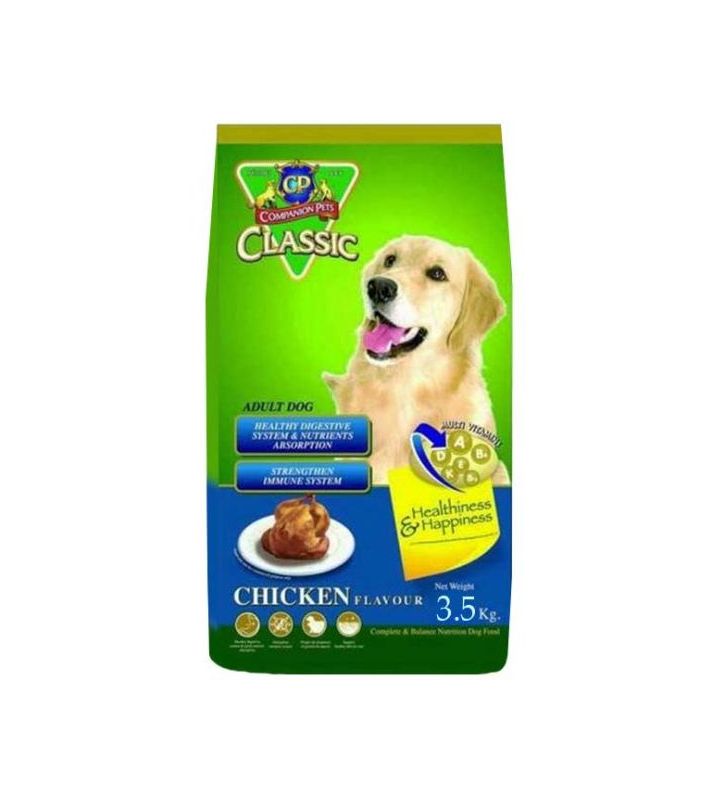 CP
COMPANION PETS
CLASSIC
ADULT DOG
HEALTHY DIGESTIVE
SYSTEM & NUTRIENTS
ABSORPTION
STRENGTHEN
IMMUNE SYSTEM
MULTI VITAMINS
A
D
B₆
E
K
Healthiness
& Happiness
CHICKEN FLAVOUR
Net Weight
3.5 Kg.
Complete & Balance Nutrition Dog Food